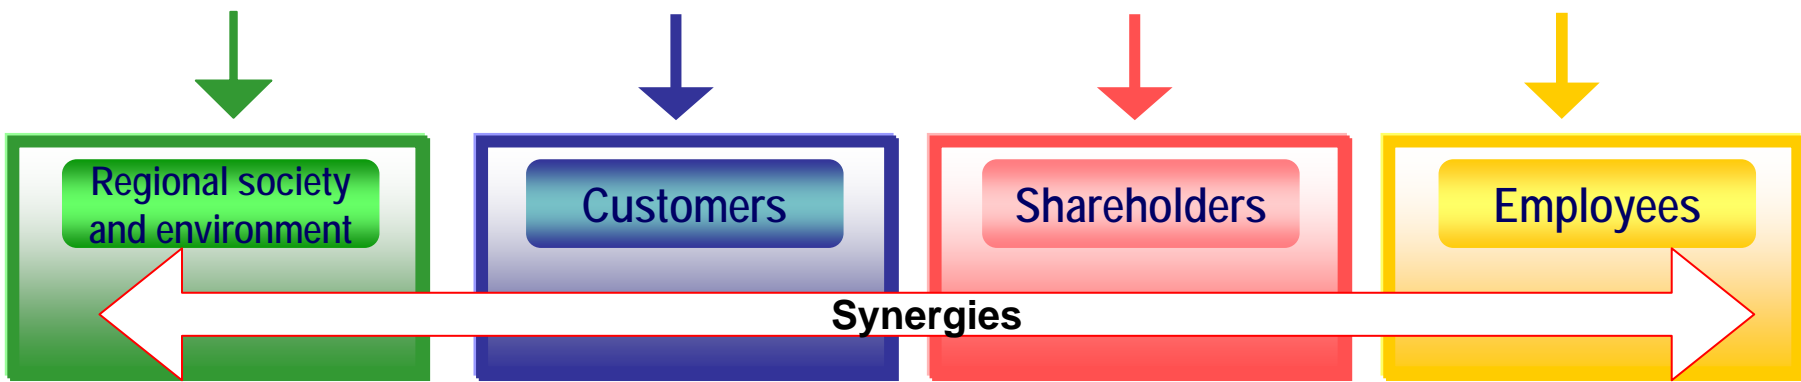 Regional society
and environment
Customers
Shareholders
Employees
Synergies